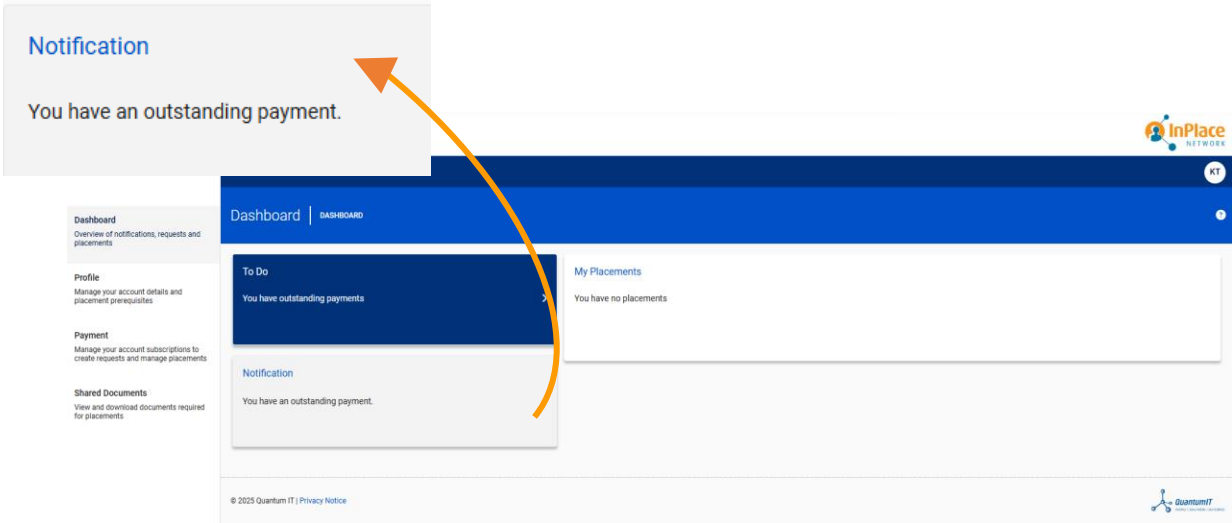 Notification
You have an outstanding payment.
InPlace
NETWORK
KT
Dashboard
Overview of notifications, requests and
placements
Profile
Manage your account details and
placement prerequisites
Payment
Manage your account subscriptions to
create requests and manage placements
Shared Documents
View and download documents required
for placements
Dashboard | DASHBOARD
?
To Do
You have outstanding payments
My Placements
You have no placements
Notification
You have an outstanding payment.
© 2025 Quantum IT | Privacy Notice
QuantumIT